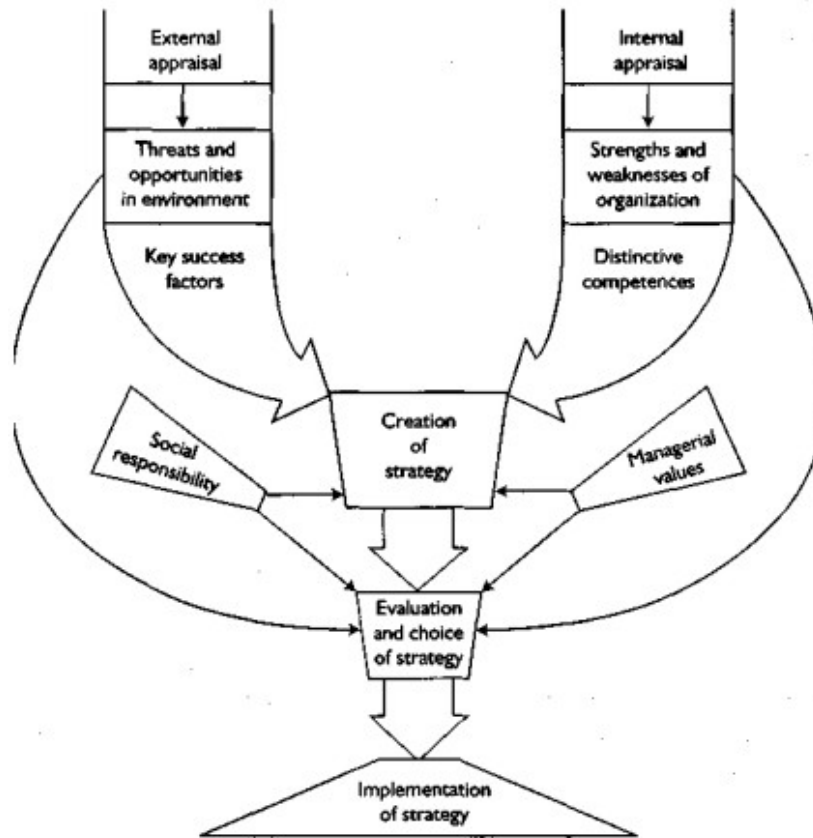 External
appraisal
Internal
appraisal
Threats and
opportunities
in environment
Strengths and
weaknesses of
organization
Key success
factors
Distinctive
competences
Creation
of
strategy
Social
responsibility
Managerial
values
Evaluation
and choice
of strategy
Implementation
of strategy